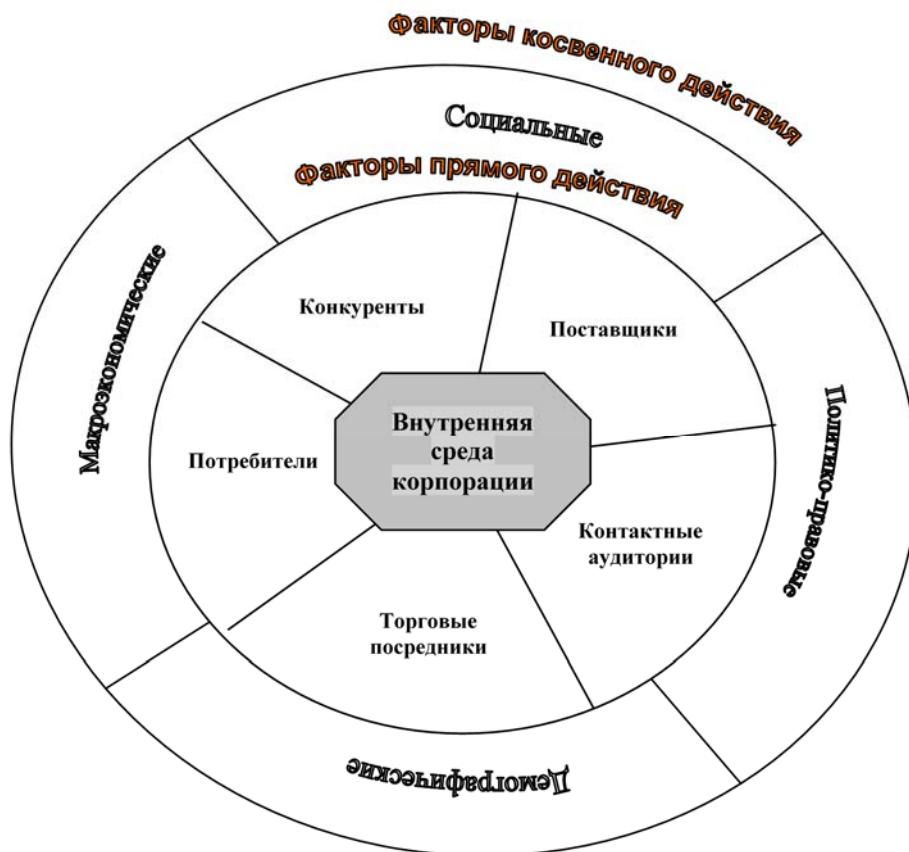 Факторы косвенного действия
Социальные
Факторы прямого действия
Макроэкономические
Конкуренты
Поставщики
Политико-правовые
Внутренняя
среда
корпорации
Потребители
Контактные
аудитории
Торговые
посредники
Демографические